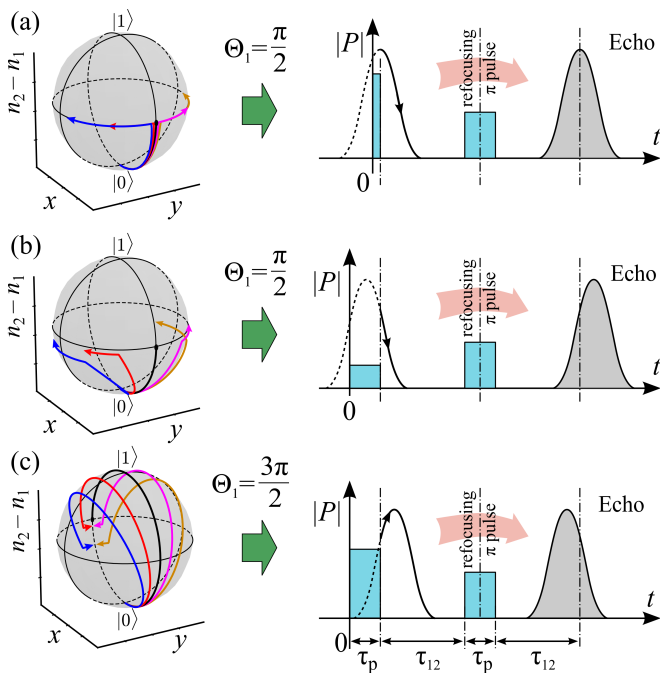 (a)
|1⟩
n₂ − n₁
|0⟩
x
y
Θ₁ = π/2
|P|
refocusing
π pulse
Echo
t
0
(b)
|1⟩
n₂ − n₁
|0⟩
x
y
Θ₁ = π/2
|P|
refocusing
π pulse
Echo
t
0
(c)
|1⟩
n₂ − n₁
|0⟩
x
y
Θ₁ = 3π/2
|P|
refocusing
π pulse
Echo
t
0
τₚ τ₁₂ τₚ τ₁₂